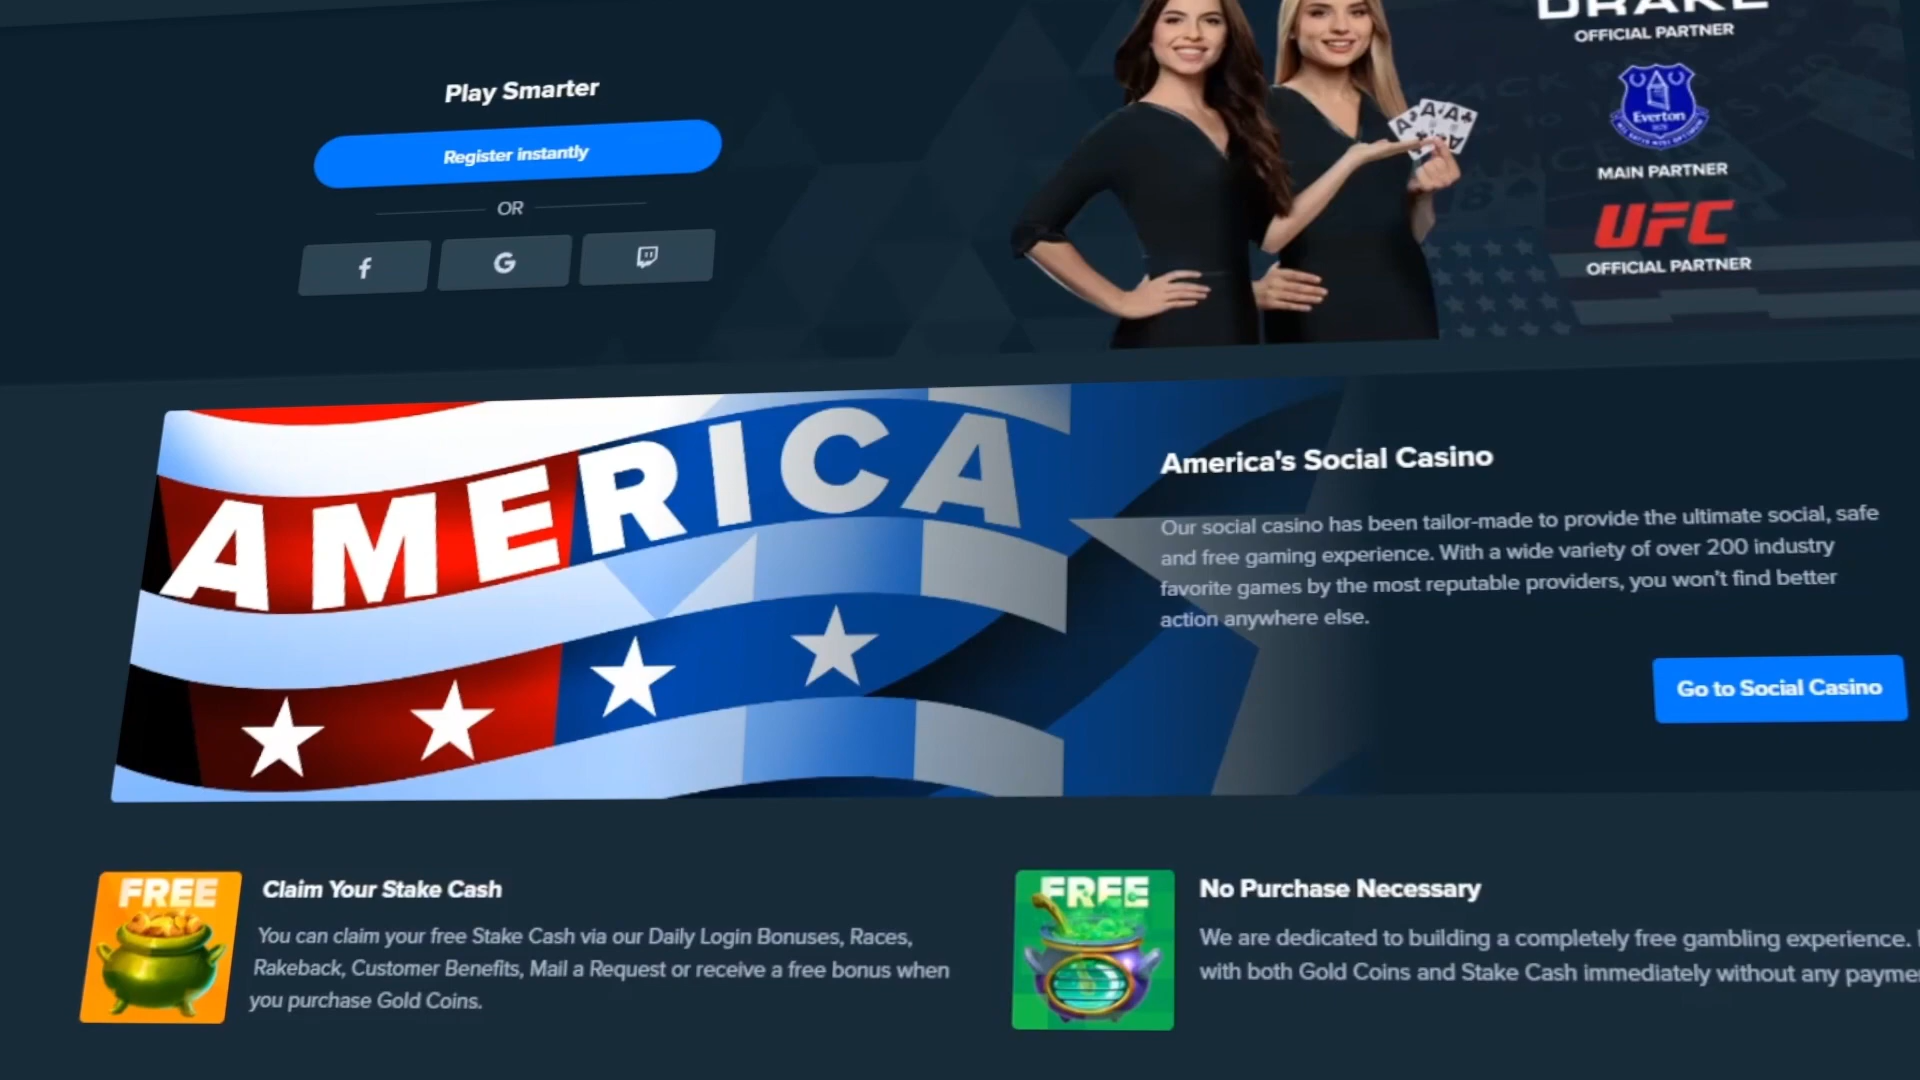 DRAKE
OFFICIAL PARTNER
Play Smarter
Register instantly
OR
Everton
MAIN PARTNER
UFC
OFFICIAL PARTNER
AMERICA
America's Social Casino
Our social casino has been tailor-made to provide the ultimate social, safe
and free gaming experience. With a wide variety of over 200 industry
favorite games by the most reputable providers, you won't find better
action anywhere else.
Go to Social Casino
FREE
Claim Your Stake Cash
You can claim your free Stake Cash via our Daily Login Bonuses, Races,
Rakeback, Customer Benefits, Mail a Request or receive a free bonus when
you purchase Gold Coins.
FREE
No Purchase Necessary
We are dedicated to building a completely free gambling experience.
with both Gold Coins and Stake Cash immediately without any